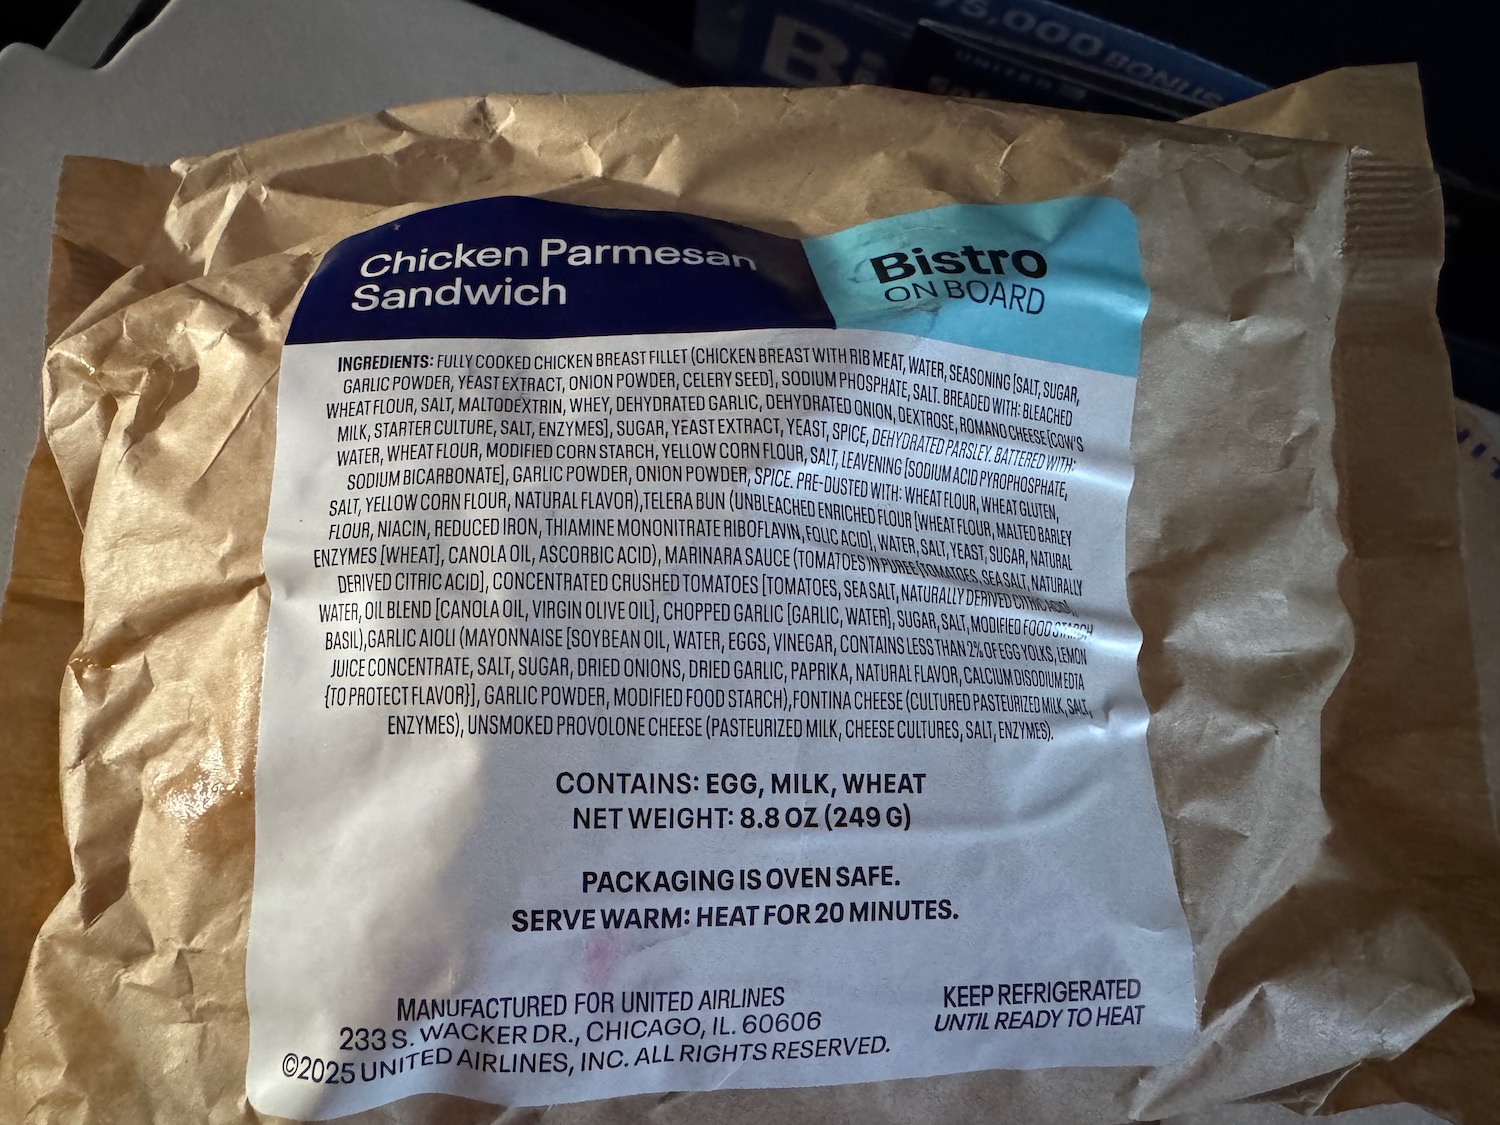 75,000 BONUS
UNITED
Chicken Parmesan
Sandwich
Bistro
ON BOARD
INGREDIENTS: FULLY COOKED CHICKEN BREAST FILLET (CHICKEN BREAST WITH RIB MEAT, WATER, SEASONING [SALT, SUGAR,
GARLIC POWDER, YEAST EXTRACT, ONION POWDER, CELERY SEED], SODIUM PHOSPHATE, SALT. BREADED WITH: BLEACHED
WHEAT FLOUR, SALT, MALTODEXTRIN, WHEY, DEHYDRATED GARLIC, DEHYDRATED ONION, DEXTROSE, ROMANO CHEESE [COW'S
MILK, STARTER CULTURE, SALT, ENZYMES], SUGAR, YEAST EXTRACT, YEAST, SPICE, DEHYDRATED PARSLEY. BATTERED WITH:
WATER, WHEAT FLOUR, MODIFIED CORN STARCH, YELLOW CORN FLOUR, SALT, LEAVENING [SODIUM ACID PYROPHOSPHATE,
SODIUM BICARBONATE], GARLIC POWDER, ONION POWDER, SPICE. PRE-DUSTED WITH: WHEAT FLOUR, WHEAT GLUTEN,
SALT, YELLOW CORN FLOUR, NATURAL FLAVOR),TELERA BUN (UNBLEACHED ENRICHED FLOUR [WHEAT FLOUR, MALTED BARLEY
FLOUR, NIACIN, REDUCED IRON, THIAMINE MONONITRATE RIBOFLAVIN, FOLIC ACID], WATER, SALT, YEAST, SUGAR, NATURAL
ENZYMES [WHEAT], CANOLA OIL, ASCORBIC ACID), MARINARA SAUCE (TOMATOES IN PUREE [TOMATOES, SEA SALT, NATURALLY
DERIVED CITRIC ACID], CONCENTRATED CRUSHED TOMATOES [TOMATOES, SEA SALT, NATURALLY DERIVED CITRIC ACID],
WATER, OIL BLEND [CANOLA OIL, VIRGIN OLIVE OIL], CHOPPED GARLIC [GARLIC, WATER], SUGAR, SALT, MODIFIED FOOD STARCH
BASIL),GARLIC AIOLI (MAYONNAISE [SOYBEAN OIL, WATER, EGGS, VINEGAR, CONTAINS LESS THAN 2% OF EGG YOLKS, LEMON
JUICE CONCENTRATE, SALT, SUGAR, DRIED ONIONS, DRIED GARLIC, PAPRIKA, NATURAL FLAVOR, CALCIUM DISODIUM EDTA
{TO PROTECT FLAVOR}], GARLIC POWDER, MODIFIED FOOD STARCH),FONTINA CHEESE (CULTURED PASTEURIZED MILK, SALT,
ENZYMES), UNSMOKED PROVOLONE CHEESE (PASTEURIZED MILK, CHEESE CULTURES, SALT, ENZYMES).
CONTAINS: EGG, MILK, WHEAT
NET WEIGHT: 8.8 OZ (249 G)
PACKAGING IS OVEN SAFE.
SERVE WARM: HEAT FOR 20 MINUTES.
MANUFACTURED FOR UNITED AIRLINES
233 S. WACKER DR., CHICAGO, IL. 60606
©2025 UNITED AIRLINES, INC. ALL RIGHTS RESERVED.
KEEP REFRIGERATED
UNTIL READY TO HEAT